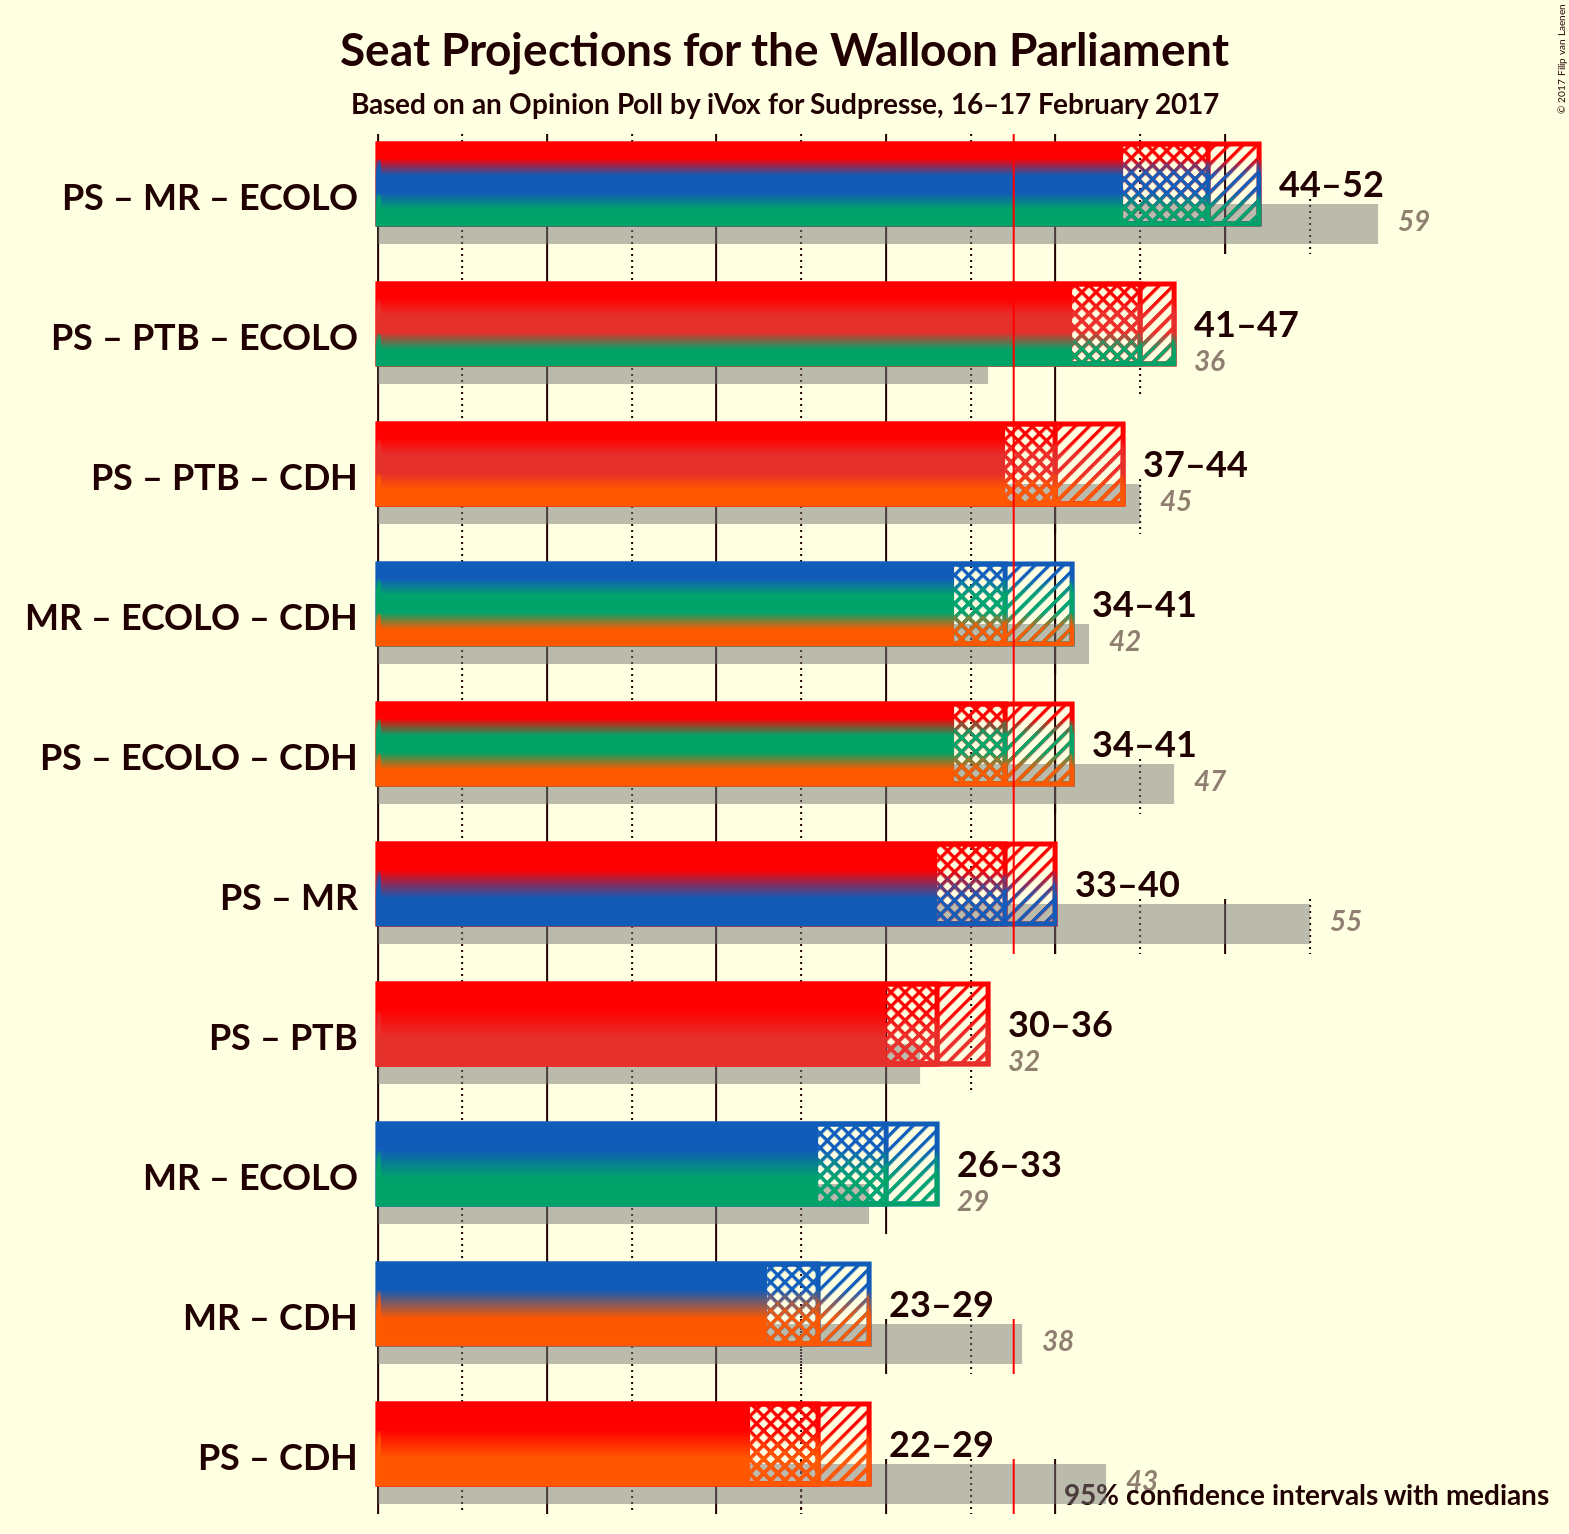 Seat Projections for the Walloon Parliament
Based on an Opinion Poll by iVox for Sudpresse, 16–17 February 2017
© 2017 Filip van Laenen
PS – MR – ECOLO
44–52
59
PS – PTB – ECOLO
41–47
36
PS – PTB – CDH
37–44
45
MR – ECOLO – CDH
34–41
42
PS – ECOLO – CDH
34–41
47
PS – MR
33–40
55
PS – PTB
30–36
32
MR – ECOLO
26–33
29
MR – CDH
23–29
38
PS – CDH
22–29
43
95% confidence intervals with medians